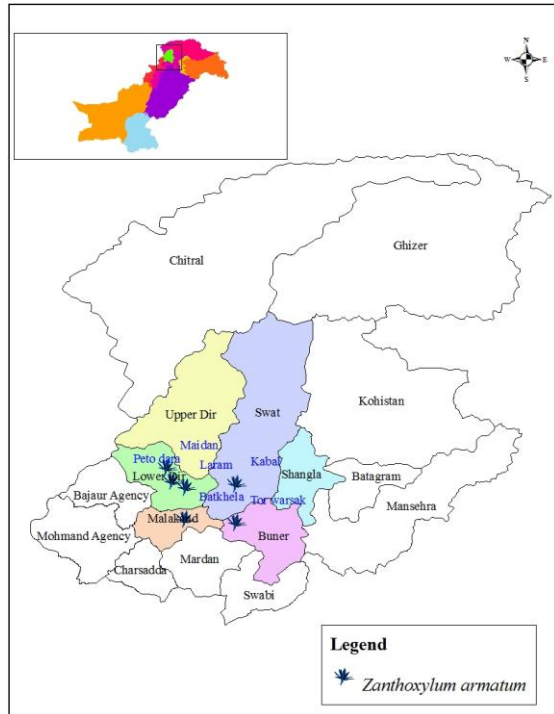 N
W E
S
Ghizer
Chitral
Kohistan
Upper Dir
Swat
Maidan
Peto dara
Laram
Kabal
Lower Dir
Shangla
Batagram
Bajaur Agency
Batkhela
Torwarsak
Mansehra
Malakand
Mohmand Agency
Buner
Mardan
Charsadda
Swabi
Legend
Zanthoxylum armatum